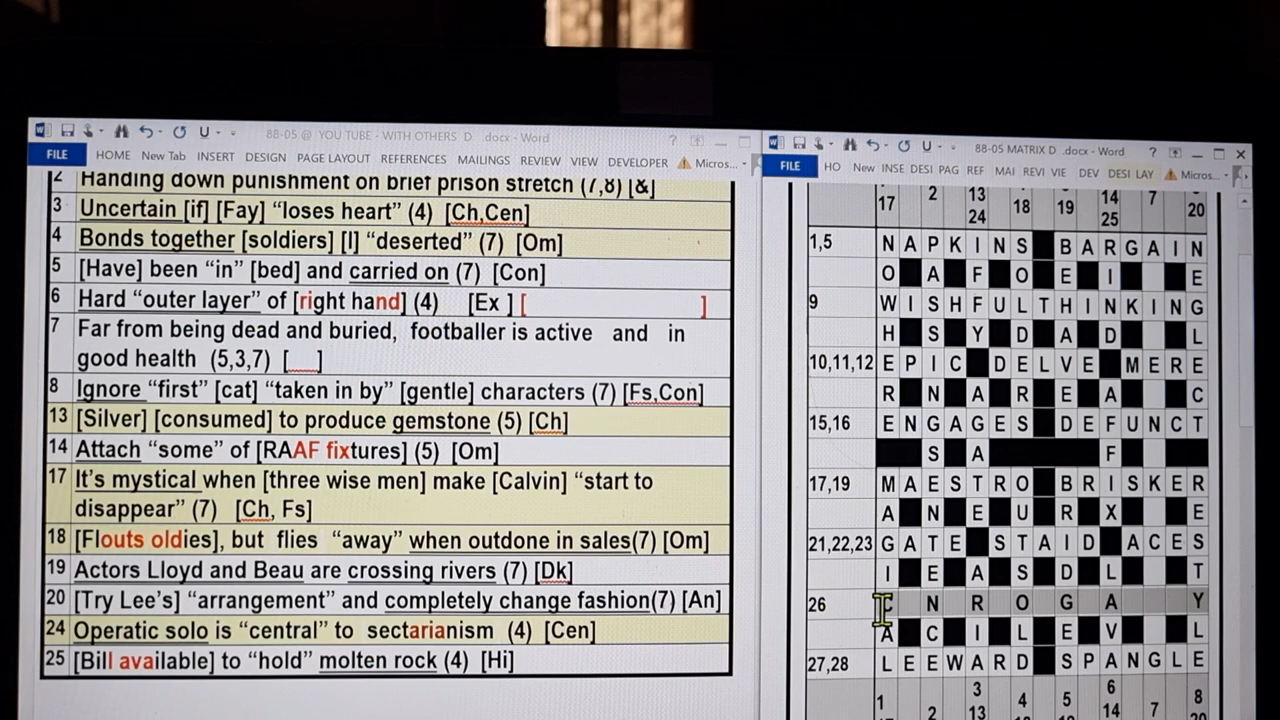 88-05 @ YOU TUBE - WITH OTHERS D .docx - Word
FILE HOME New Tab INSERT DESIGN PAGE LAYOUT REFERENCES MAILINGS REVIEW VIEW DEVELOPER Micros...
2 Handing down punishment on brief prison stretch (7,8) [&]
3 Uncertain [if] [Fay] “loses heart” (4) [Ch,Cen]
4 Bonds together [soldiers] [I] “deserted” (7) [Om]
5 [Have] been “in” [bed] and carried on (7) [Con]
6 Hard “outer layer” of [right hand] (4) [Ex ] [ ]
7 Far from being dead and buried, footballer is active and in
good health (5,3,7) [ ]
8 Ignore “first” [cat] “taken in by” [gentle] characters (7) [Fs,Con]
13 [Silver] [consumed] to produce gemstone (5) [Ch]
14 Attach “some” of [RAAF fixtures] (5) [Om]
17 It’s mystical when [three wise men] make [Calvin] “start to
disappear” (7) [Ch, Fs]
18 [Flouts oldies], but flies “away” when outdone in sales(7) [Om]
19 Actors Lloyd and Beau are crossing rivers (7) [Dk]
20 [Try Lee’s] “arrangement” and completely change fashion(7) [An]
24 Operatic solo is “central” to sectarianism (4) [Cen]
25 [Bill available] to “hold” molten rock (4) [Hi]
88-05 MATRIX D .docx - Word
FILE HO New INSE DESI PAG REF MAI REVI VIE DEV DESI LAY Micros...
17 2 13 18 19 14 7 20
24 25
1,5 N A P K I N S B A R G A I N
O A F O E I E
9 W I S H F U L T H I N K I N G
H S Y D A D L
10,11,12 E P I C D E L V E M E R E
R N A R E A C
15,16 E N G A G E S D E F U N C T
S A F
17,19 M A E S T R O B R I S K E R
A N E U R X E
21,22,23 G A T E S T A I D A C E S
I E A S D L T
26 C N R O G A Y
A C I L E V L
27,28 L E E W A R D S P A N G L E
1 2 3 4 5 6 7 8
13 14